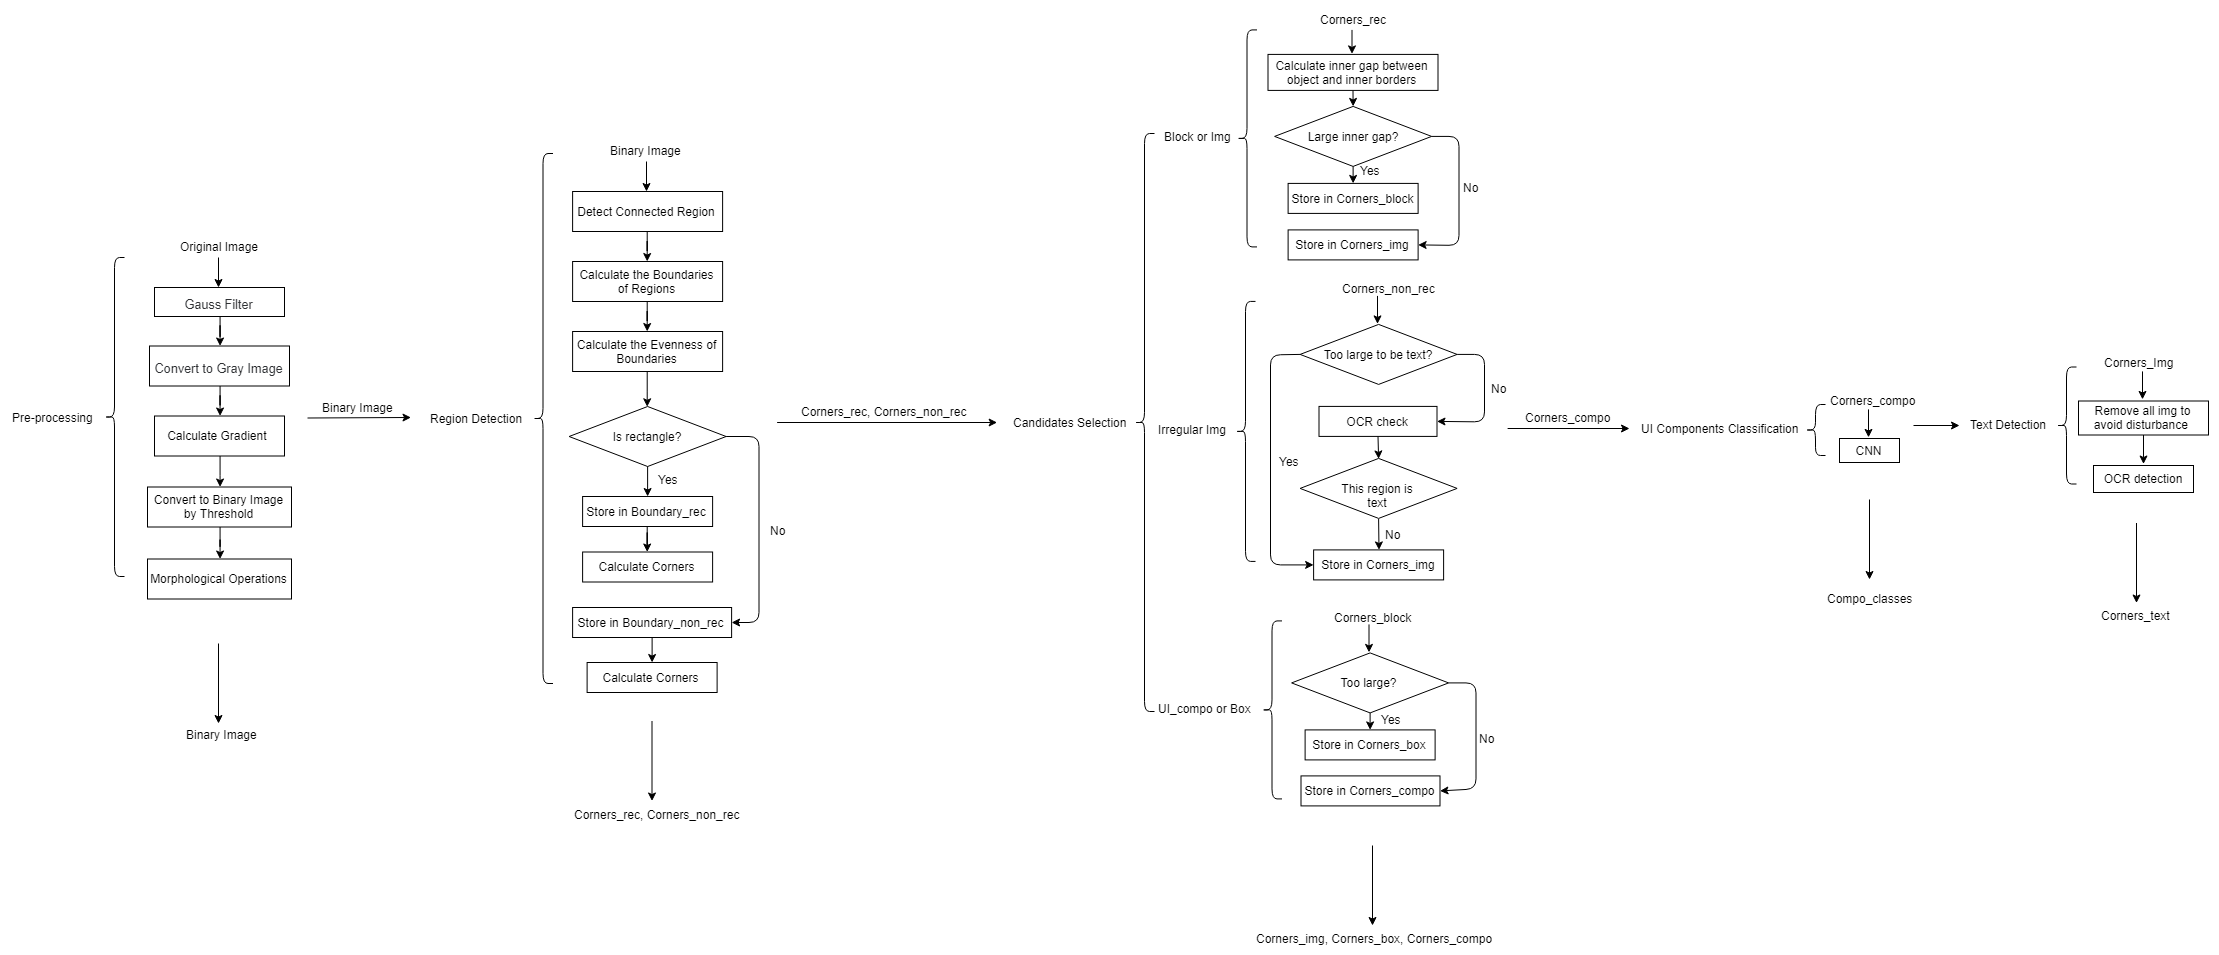 Pre-processing
Original Image
Gauss Filter
Convert to Gray Image
Calculate Gradient
Convert to Binary Image
by Threshold
Morphological Operations
Binary Image
Binary Image
Region Detection
Binary Image
Detect Connected Region
Calculate the Boundaries
of Regions
Calculate the Evenness of
Boundaries
Is rectangle?
Yes
No
Store in Boundary_rec
Calculate Corners
Store in Boundary_non_rec
Calculate Corners
Corners_rec, Corners_non_rec
Corners_rec, Corners_non_rec
Candidates Selection
Block or Img
Corners_rec
Calculate inner gap between
object and inner borders
Large inner gap?
Yes
No
Store in Corners_block
Store in Corners_img
Irregular Img
Corners_non_rec
Too large to be text?
No
OCR check
Yes
This region is
text
No
Store in Corners_img
UI_compo or Box
Corners_block
Too large?
Yes
No
Store in Corners_box
Store in Corners_compo
Corners_img, Corners_box, Corners_compo
Corners_compo
UI Components Classification
Corners_compo
CNN
Compo_classes
Text Detection
Corners_Img
Remove all img to
avoid disturbance
OCR detection
Corners_text